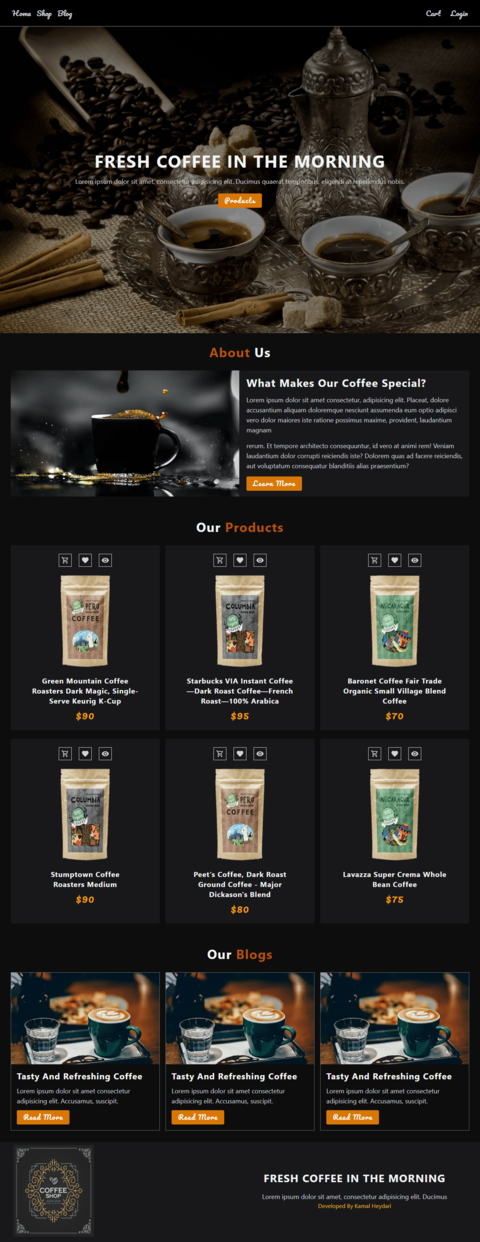 Home Shop Blog
Cart Login
FRESH COFFEE IN THE MORNING
Lorem ipsum dolor sit amet, consectetur adipisicing elit. Ducimus quaerat temporibus, eligendi at repellendus nobis.
Products
About Us
What Makes Our Coffee Special?
Lorem ipsum dolor sit amet consectetur, adipisicing elit. Placeat, dolore
accusantium aliquam doloremque nesciunt assumenda eum optio adipisci
vero dolor maiores iste ratione possimus maxime, provident, laudantium
magnam
rerum. Et tempore architecto consequuntur, id vero at animi rem! Veniam
laudantium dolor corrupti reiciendis iste? Dolorem quas ad facere reiciendis,
aut voluptatum consequatur blanditiis alias praesentium?
Learn More
Our Products
PERU
COFFEE
COLUMBIA
NICARAGUA
Green Mountain Coffee
Roasters Dark Magic, Single-
Serve Keurig K-Cup
$90
Starbucks VIA Instant Coffee
—Dark Roast Coffee—French
Roast—100% Arabica
$95
Baronet Coffee Fair Trade
Organic Small Village Blend
Coffee
$70
COLUMBIA
PERU
COFFEE
NICARAGUA
Stumptown Coffee
Roasters Medium
$90
Peet's Coffee, Dark Roast
Ground Coffee - Major
Dickason's Blend
$80
Lavazza Super Crema Whole
Bean Coffee
$75
Our Blogs
Tasty And Refreshing Coffee
Lorem ipsum dolor sit amet consectetur
adipisicing elit. Accusamus, suscipit.
Read More
Tasty And Refreshing Coffee
Lorem ipsum dolor sit amet consectetur
adipisicing elit. Accusamus, suscipit.
Read More
Tasty And Refreshing Coffee
Lorem ipsum dolor sit amet consectetur
adipisicing elit. Accusamus, suscipit.
Read More
COFFEE
SHOP
FRESH COFFEE IN THE MORNING
Lorem ipsum dolor sit amet, consectetur adipisicing elit. Ducimus
Developed By Kamal Heydari